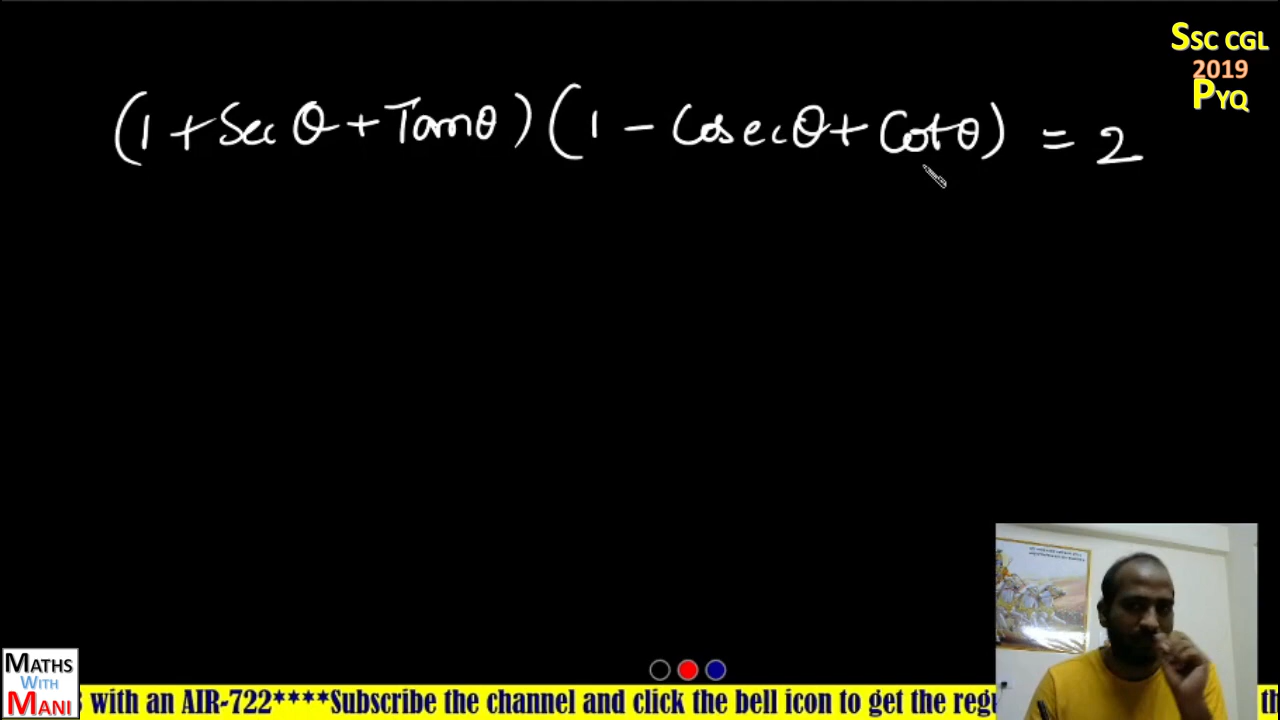 SSC CGL
2019
PYQ
(1 + Sec θ + Tan θ) (1 - Cosec θ + Cot θ) = 2
MATHS
WITH
MANI
with an AIR-722****Subscribe the channel and click the bell icon to get the regu